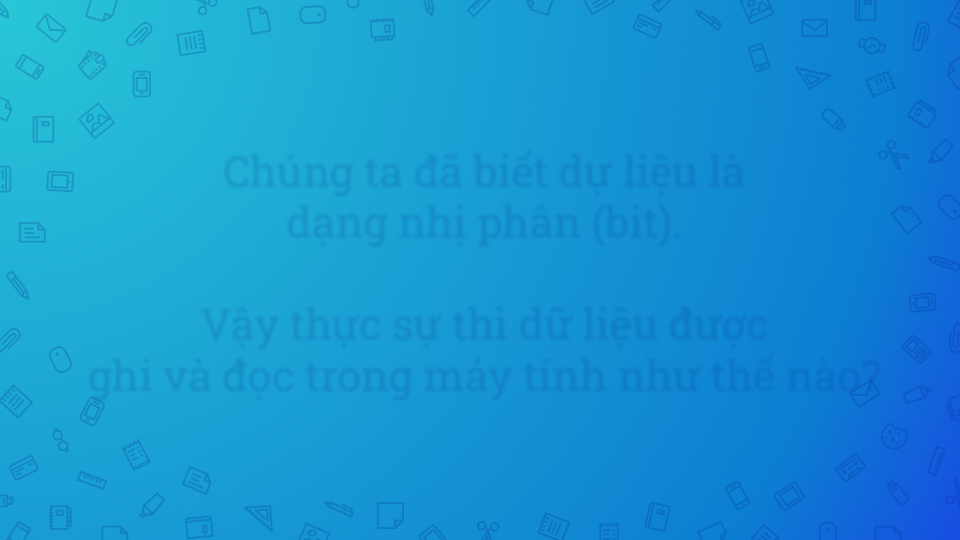 Chúng ta đã biết dự liệu là
dạng nhị phân (bit).
Vậy thực sự thì dữ liệu được
ghi và đọc trong máy tính như thế nào?